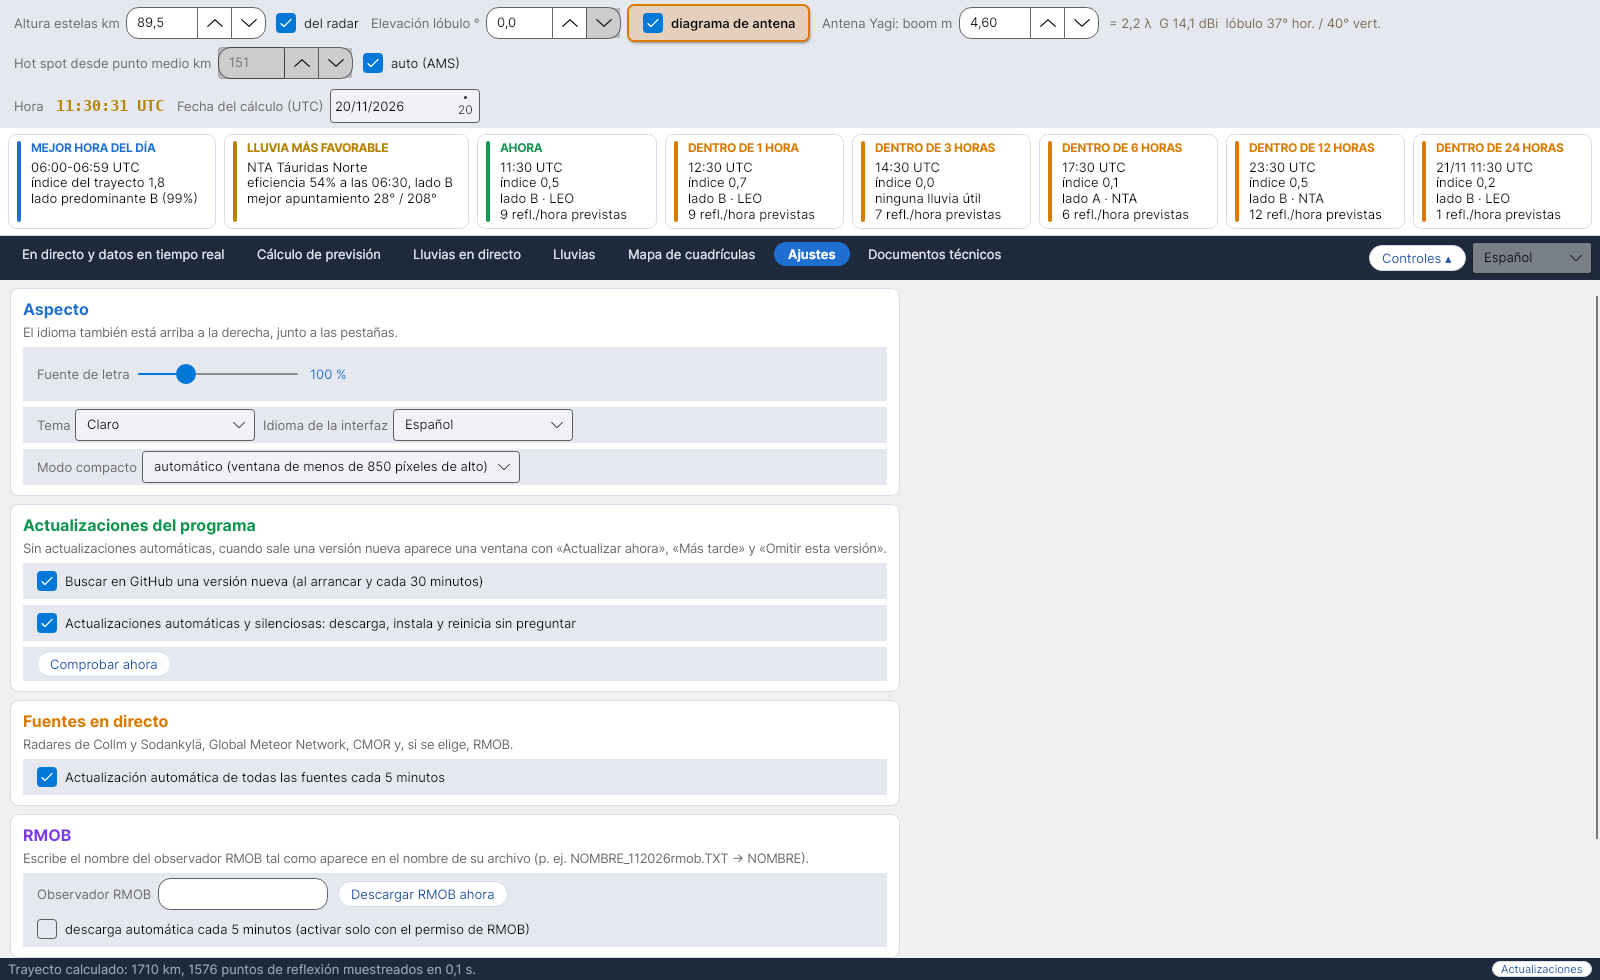 Altura estelas km 89,5 del radar Elevación lóbulo ° 0,0 diagrama de antena Antena Yagi: boom m 4,60 = 2,2 λ G 14,1 dBi lóbulo 37° hor. / 40° vert.
Hot spot desde punto medio km 151 auto (AMS)
Hora 11:30:31 UTC Fecha del cálculo (UTC) 20/11/2026 20
MEJOR HORA DEL DÍA
06:00-06:59 UTC
índice del trayecto 1,8
lado predominante B (99%)
LLUVIA MÁS FAVORABLE
NTA Táuridas Norte
eficiencia 54% a las 06:30, lado B
mejor apuntamiento 28° / 208°
AHORA
11:30 UTC
índice 0,5
lado B · LEO
9 refl./hora previstas
DENTRO DE 1 HORA
12:30 UTC
índice 0,7
lado B · LEO
9 refl./hora previstas
DENTRO DE 3 HORAS
14:30 UTC
índice 0,0
ninguna lluvia útil
7 refl./hora previstas
DENTRO DE 6 HORAS
17:30 UTC
índice 0,1
lado A · NTA
6 refl./hora previstas
DENTRO DE 12 HORAS
23:30 UTC
índice 0,5
lado B · NTA
12 refl./hora previstas
DENTRO DE 24 HORAS
21/11 11:30 UTC
índice 0,2
lado B · LEO
1 refl./hora previstas
En directo y datos en tiempo real Cálculo de previsión Lluvias en directo Lluvias Mapa de cuadrículas Ajustes Documentos técnicos Controles ▴ Español
Aspecto
El idioma también está arriba a la derecha, junto a las pestañas.
Fuente de letra 100 %
Tema Claro Idioma de la interfaz Español
Modo compacto automático (ventana de menos de 850 píxeles de alto)
Actualizaciones del programa
Sin actualizaciones automáticas, cuando sale una versión nueva aparece una ventana con «Actualizar ahora», «Más tarde» y «Omitir esta versión».
Buscar en GitHub una versión nueva (al arrancar y cada 30 minutos)
Actualizaciones automáticas y silenciosas: descarga, instala y reinicia sin preguntar
Comprobar ahora
Fuentes en directo
Radares de Collm y Sodankylä, Global Meteor Network, CMOR y, si se elige, RMOB.
Actualización automática de todas las fuentes cada 5 minutos
RMOB
Escribe el nombre del observador RMOB tal como aparece en el nombre de su archivo (p. ej. NOMBRE_112026rmob.TXT → NOMBRE).
Observador RMOB Descargar RMOB ahora
descarga automática cada 5 minutos (activar solo con el permiso de RMOB)
Trayecto calculado: 1710 km, 1576 puntos de reflexión muestreados en 0,1 s. Actualizaciones